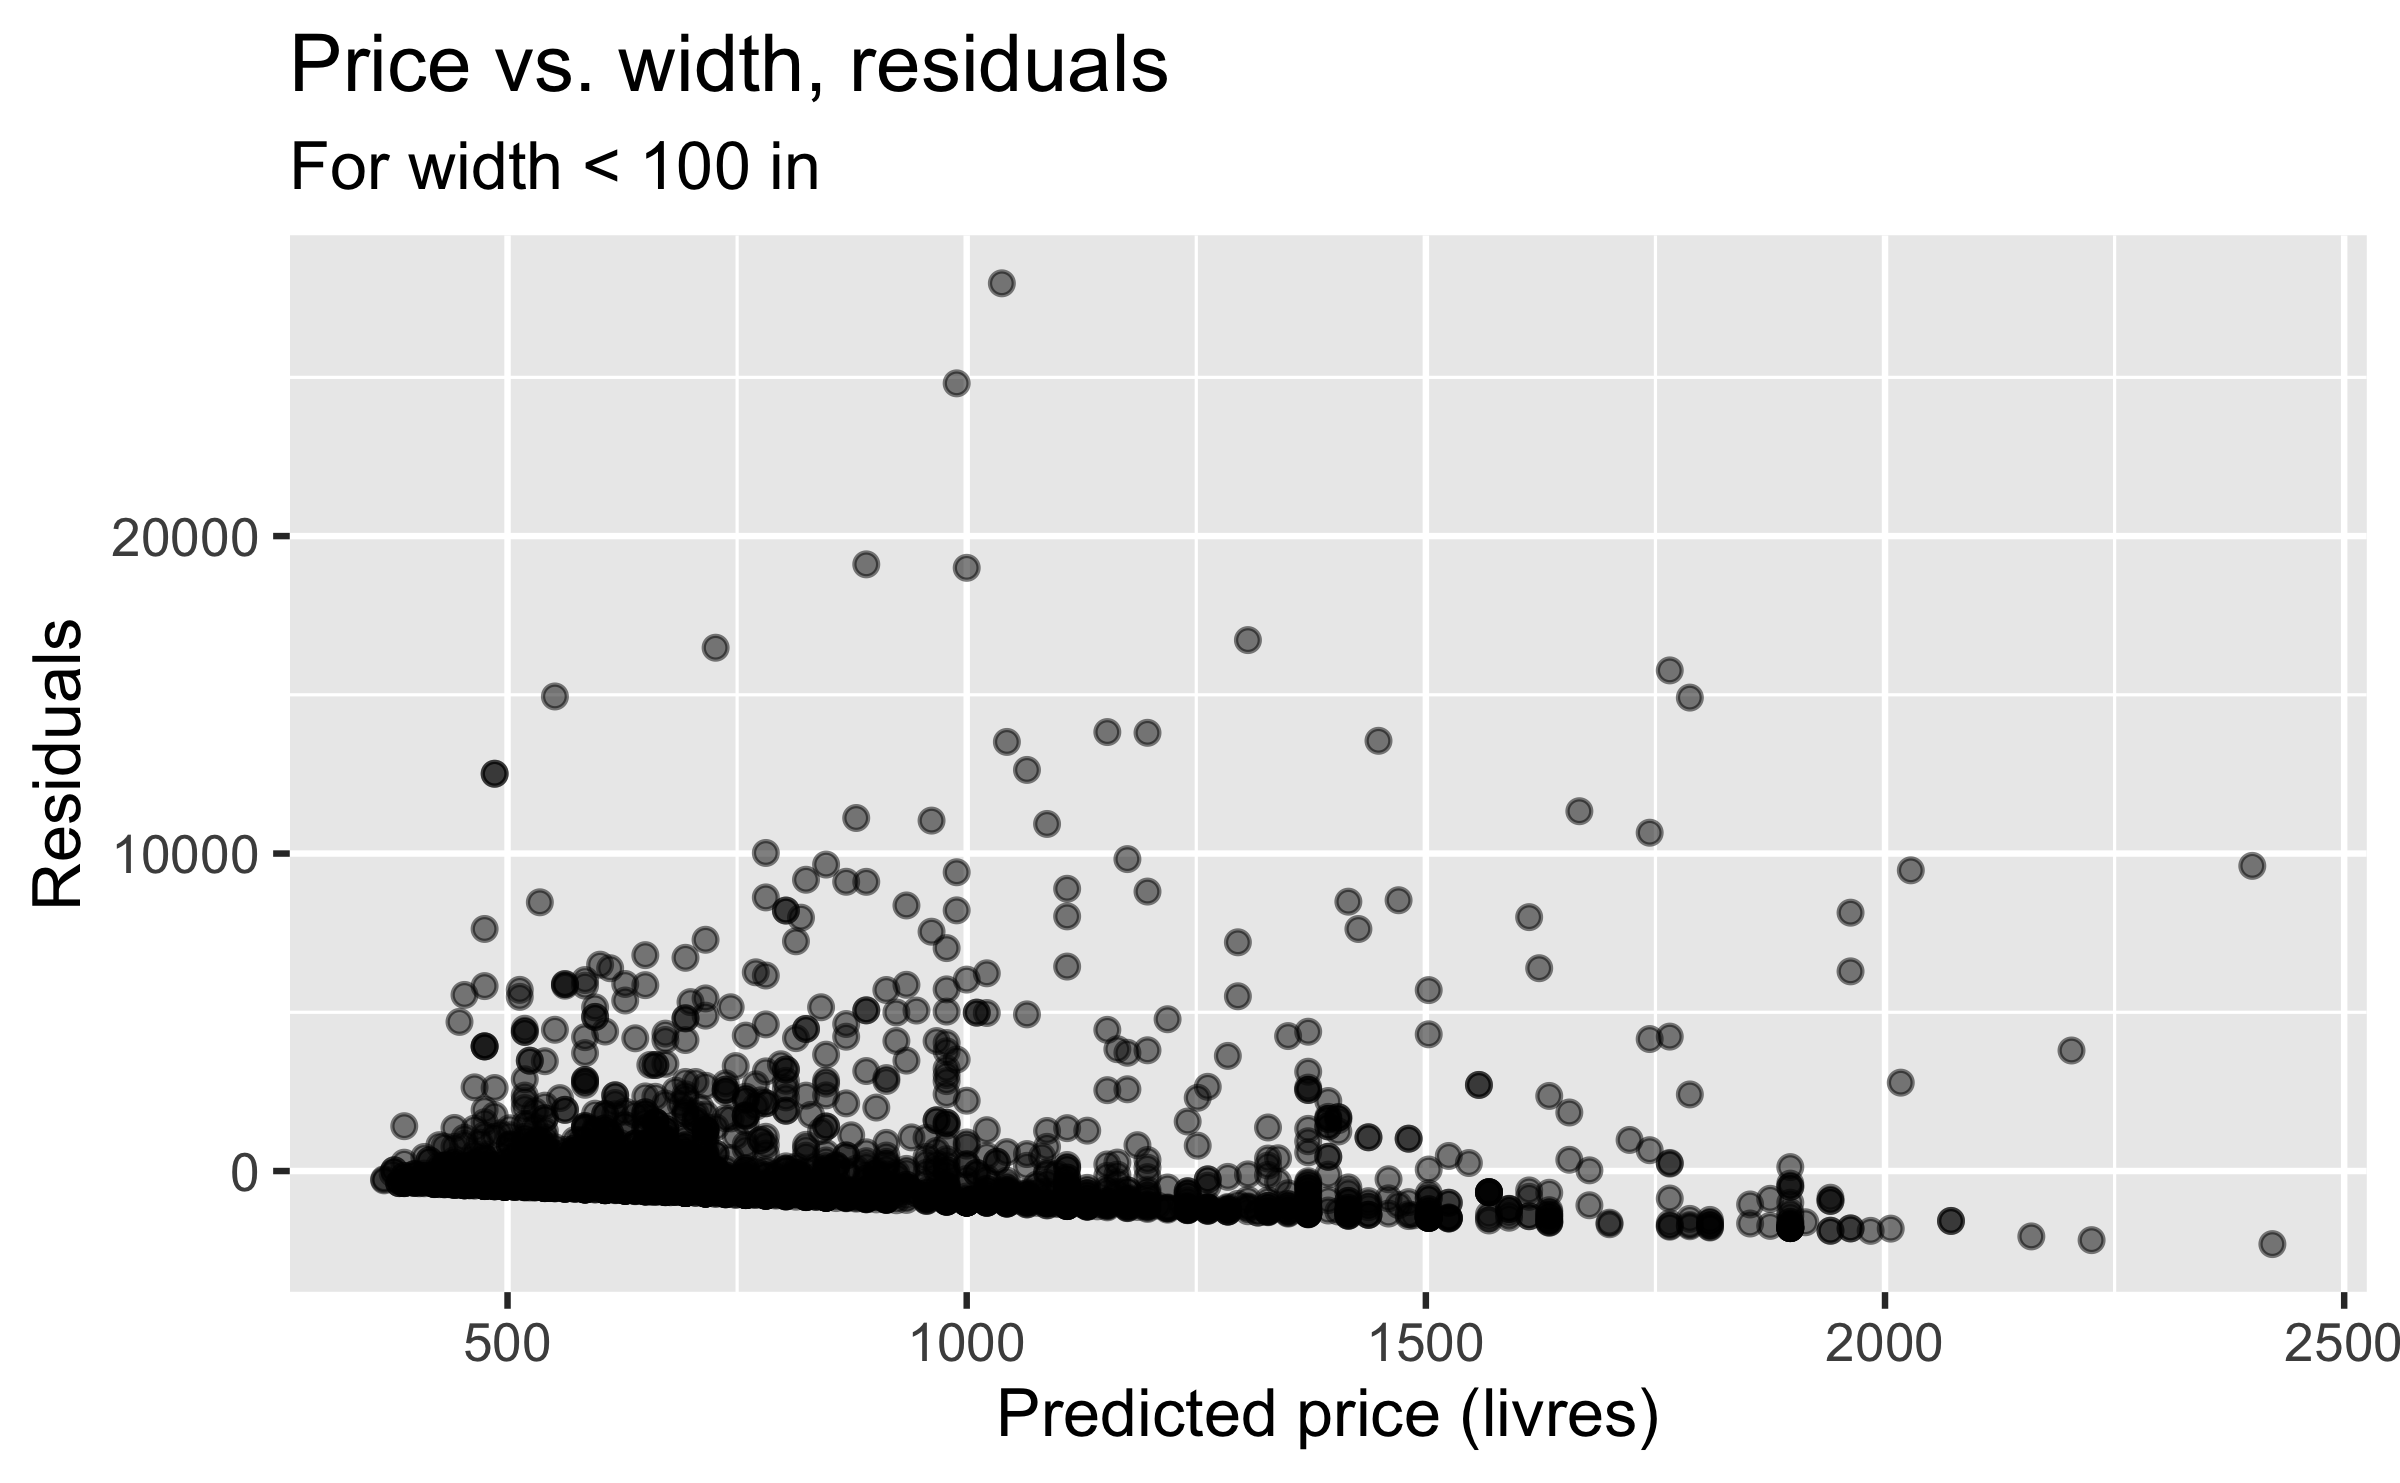 Price vs. width, residuals
For width < 100 in
20000
10000
0
Residuals
500
1000
1500
2000
2500
Predicted price (livres)